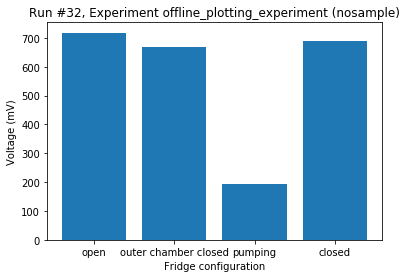 Run #32, Experiment offline_plotting_experiment (nosample)
700
600
500
400
300
200
100
0
Voltage (mV)
open outer chamber closed pumping closed
Fridge configuration